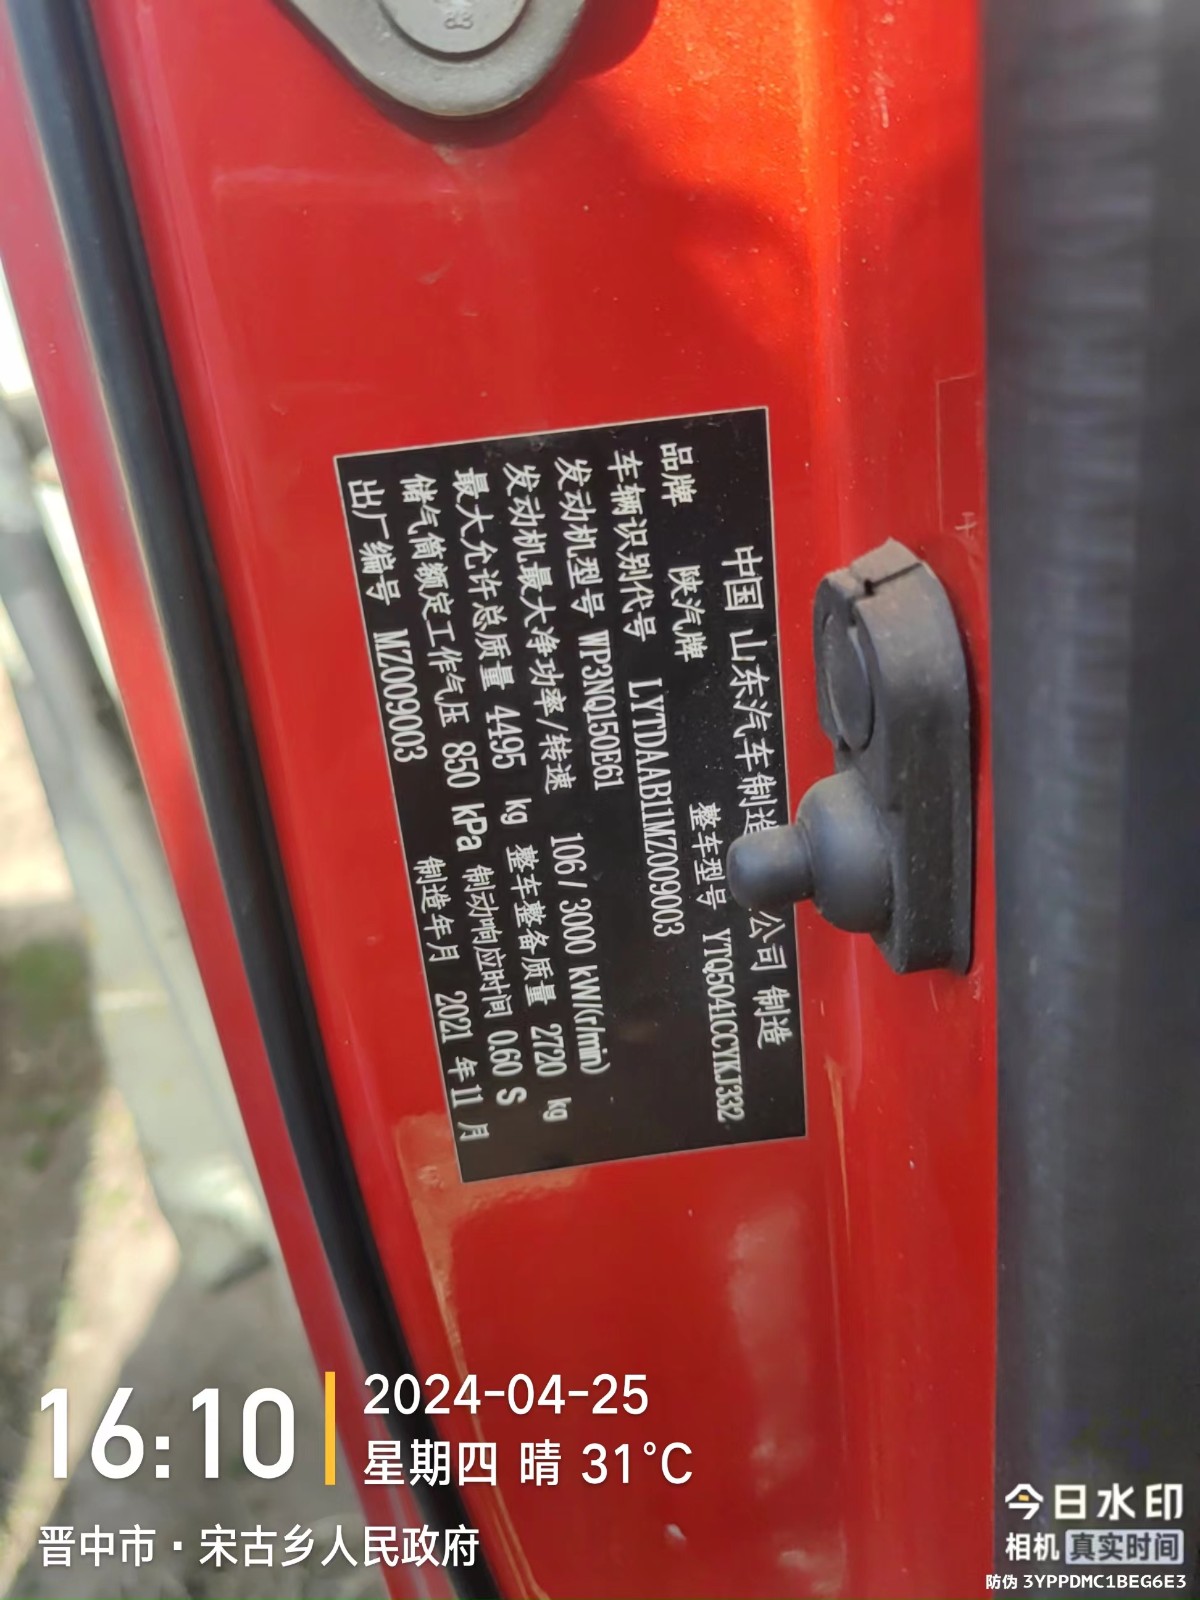 中国 山东汽车制造 公司 制造
品牌 陕汽牌 整车型号 YTQ5041CCYKJ332
车辆识别代号 LYTDAAB11MZ009003
发动机型号 WP3NQ150E61
发动机最大净功率/转速 106/3000 kW/(r/min)
最大允许总质量 4495 kg 整车整备质量 2720 kg
储气筒额定工作气压 850 kPa 制动响应时间 0.60 S
出厂编号 MZ009003 制造年月 2021 年11 月
16:10
2024-04-25
星期四 晴 31°C
晋中市·宋古乡人民政府
今日水印
相机 真实时间
防伪 3YPPDMC1BEG6E3